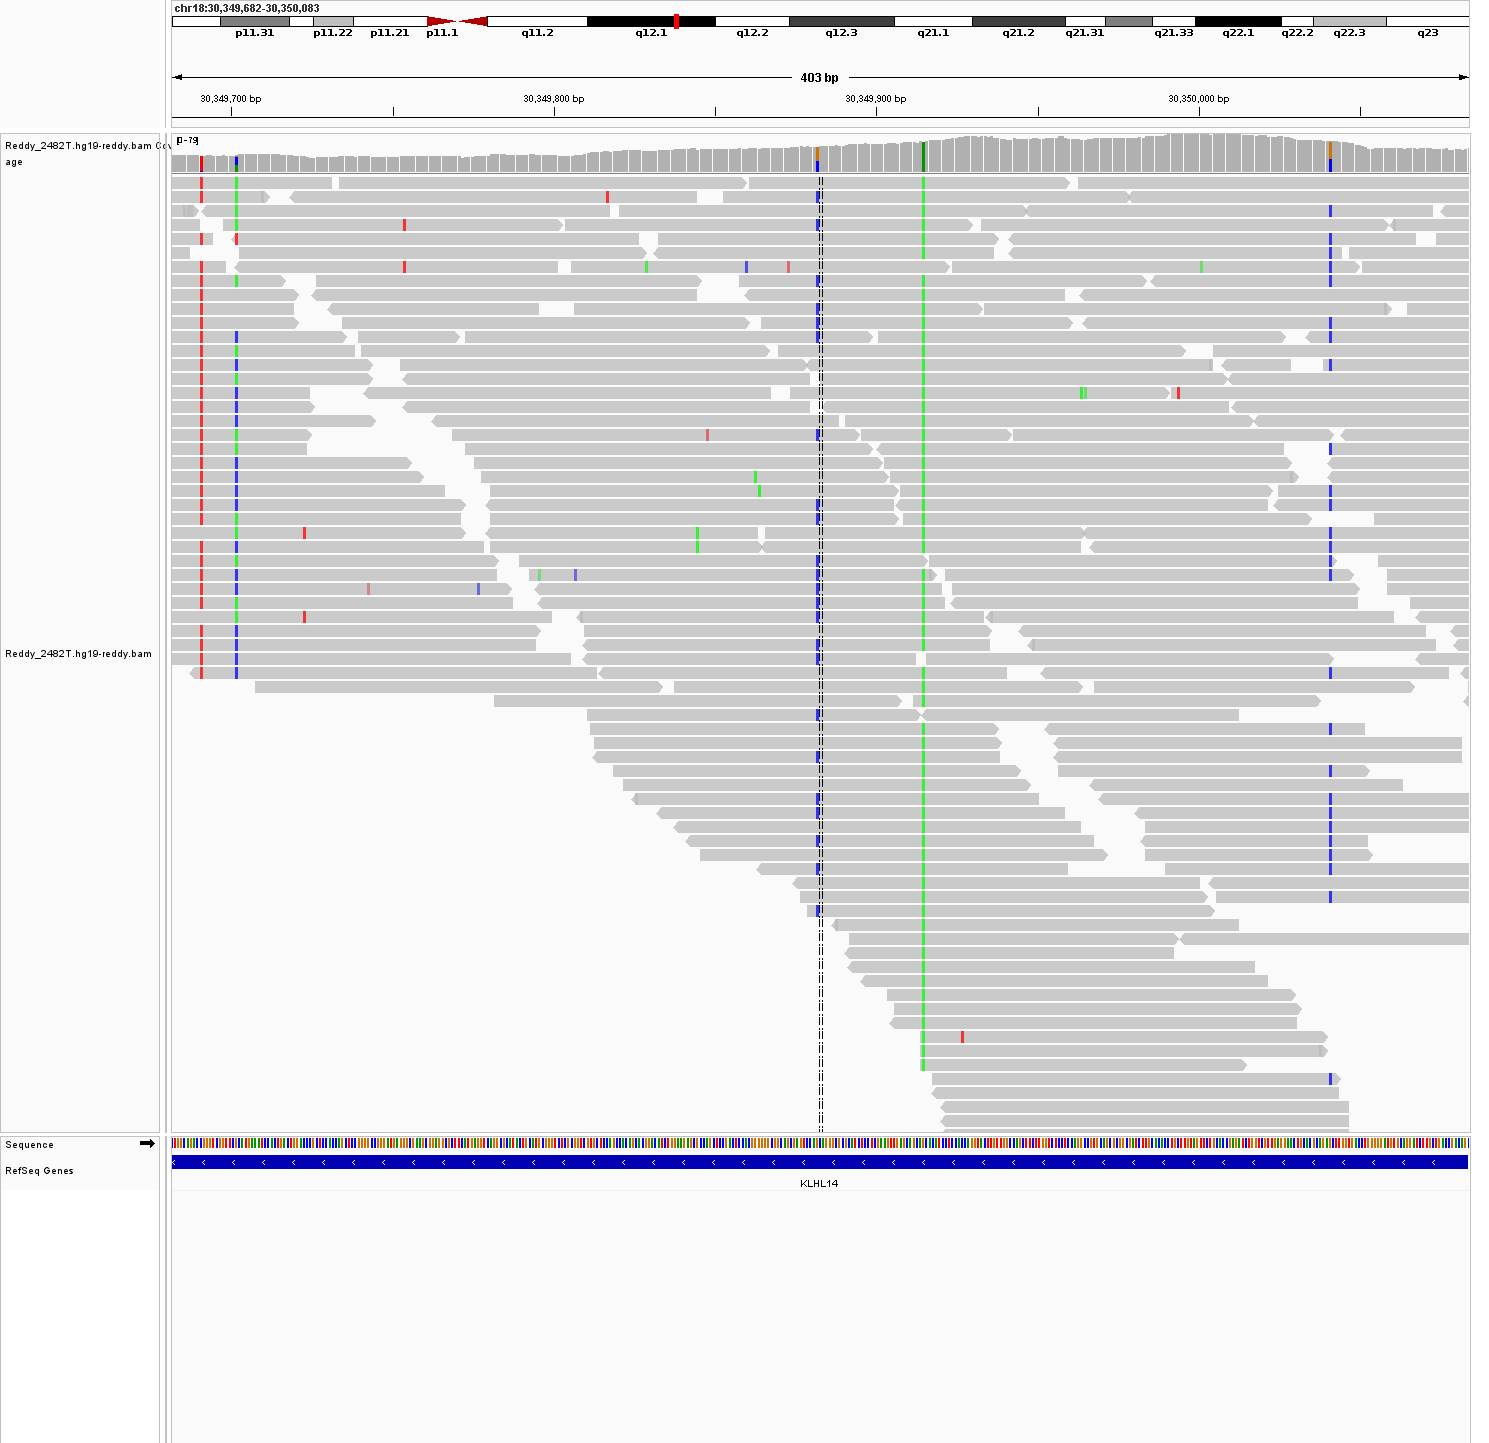 chr18:30,349,682-30,350,083
p11.31 p11.22 p11.21 p11.1 q11.2 q12.1 q12.2 q12.3 q21.1 q21.2 q21.31 q21.33 q22.1 q22.2 q22.3 q23
403 bp
30,349,700 bp 30,349,800 bp 30,349,900 bp 30,350,000 bp
[0-79]
Reddy_2482T.hg19-reddy.bam Cov
age
Reddy_2482T.hg19-reddy.bam
Sequence
RefSeq Genes
KLHL14